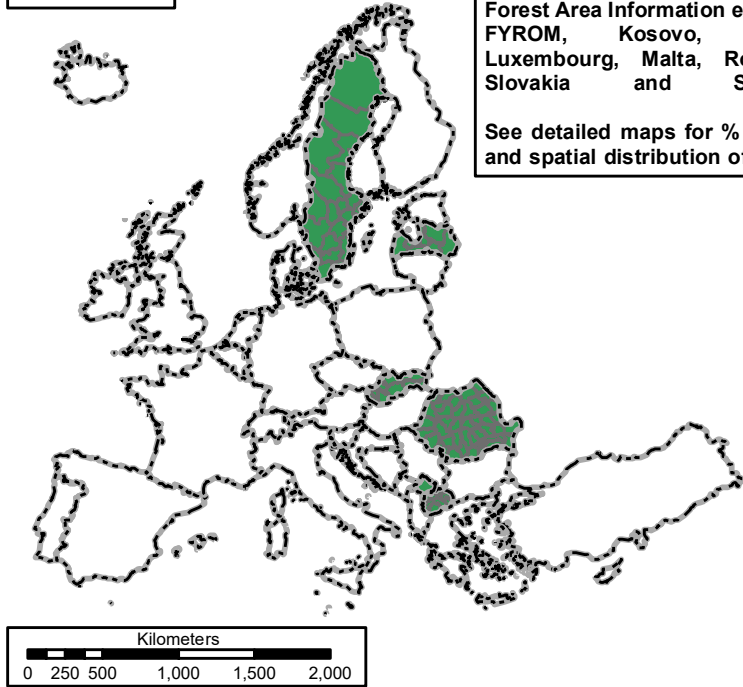 Forest Area Information e
FYROM, Kosovo,
Luxembourg, Malta, Re
Slovakia and S
See detailed maps for %
and spatial distribution of
Kilometers
0 250 500 1,000 1,500 2,000